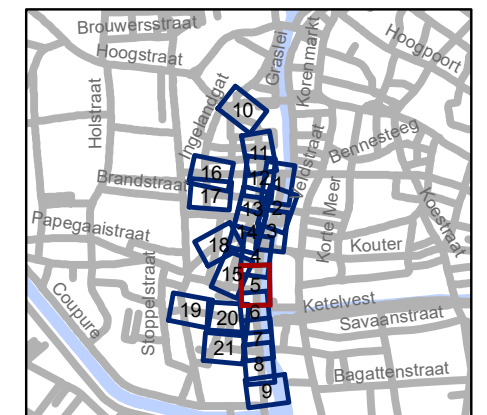 Brouwersstraat
Hoogstraat
Graslei
Korenmarkt
Hoogpoort
Holstraat
Ingelandgat
10
11
Bennesteeg
Veldstraat
16
12
1
Brandstraat
17
13
2
Koestraat
Papegaaistraat
18
14
3
Korte Meer
Kouter
4
15
5
Coupure
Stoppelstraat
Ketelvest
19
20
6
Savaanstraat
21
7
8
Bagattenstraat
9